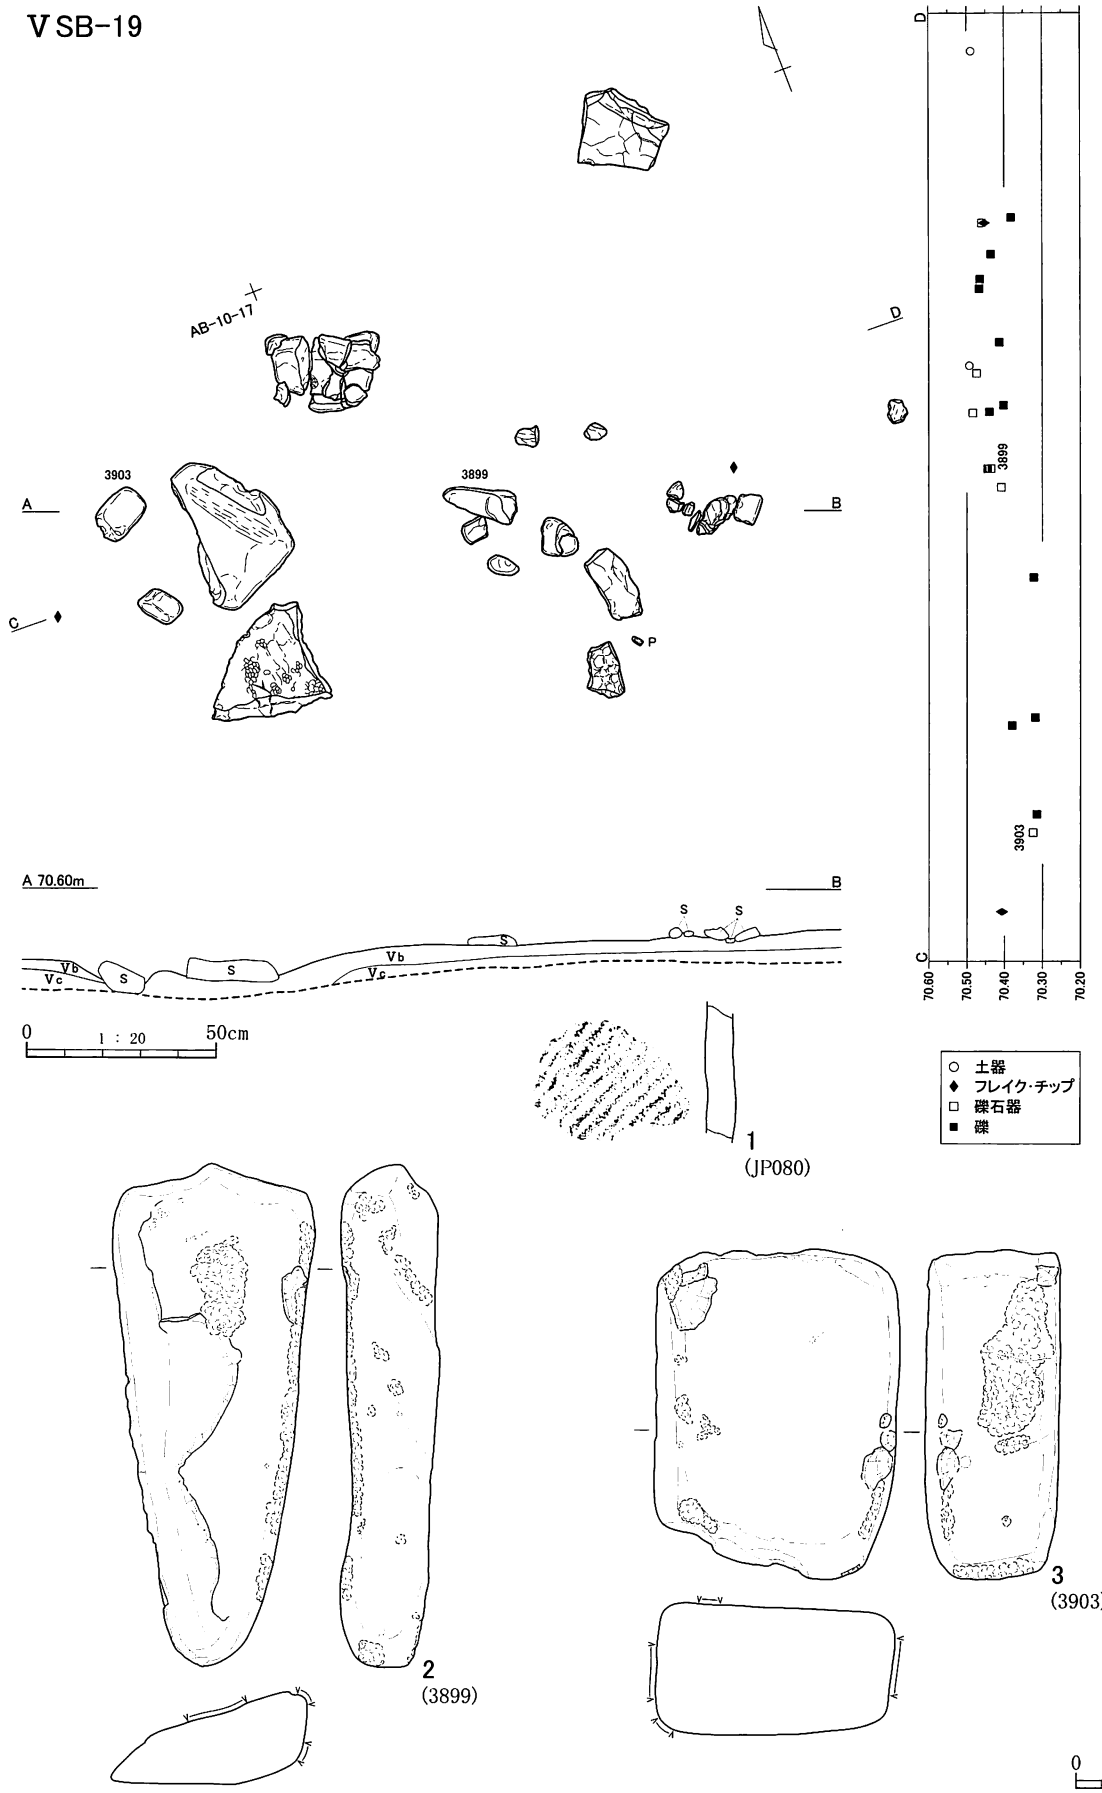 V SB-19
D
AB-10-17
D
3903
3899
A
B
C
P
3899
3903
A 70.60m
B
S
S
S
S
S
Vb
Vc
Vb
Vc
C
70.60
70.50
70.40
70.30
70.20
0
1 : 20
50cm
○ 土器
◆ フレイク・チップ
□ 礫石器
■ 礫
1
(JP080)
2
(3899)
3
(3903)
0